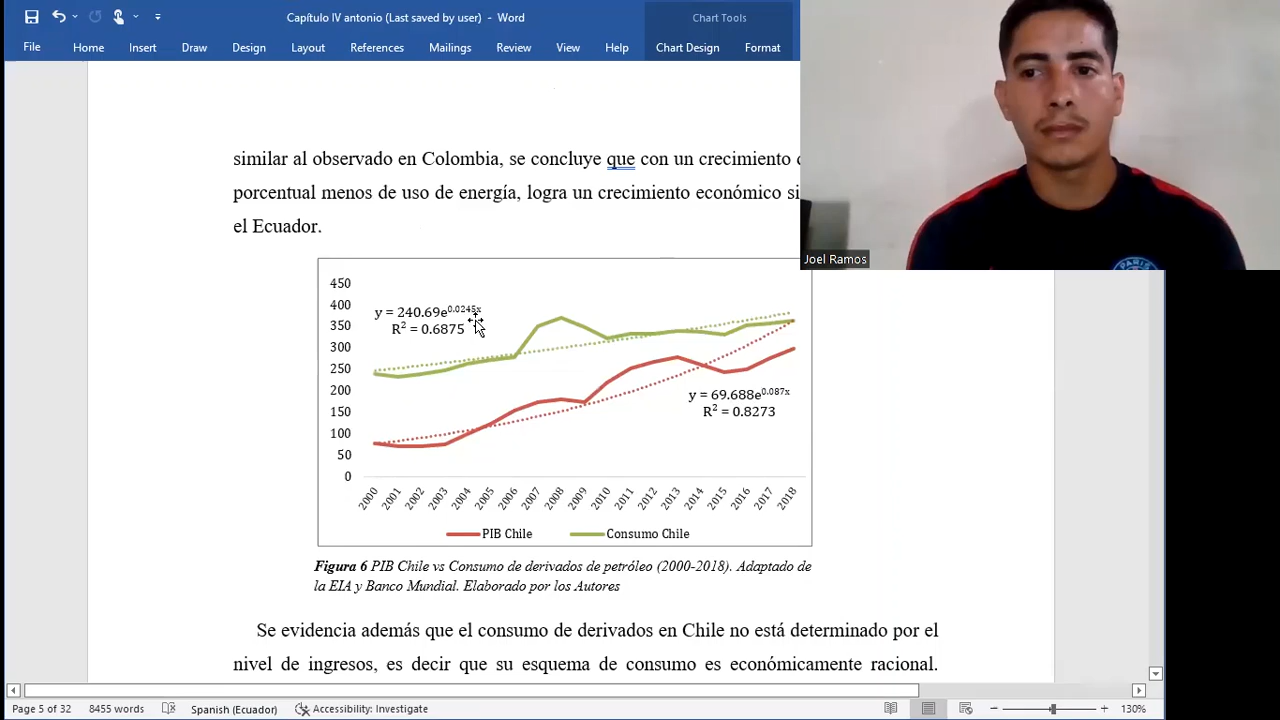 Capítulo IV antonio (Last saved by user) - Word
Chart Tools
File Home Insert Draw Design Layout References Mailings Review View Help Chart Design Format
similar al observado en Colombia, se concluye que con un crecimiento
porcentual menos de uso de energía, logra un crecimiento económico
el Ecuador.
Joel Ramos
450
400
350
300
250
200
150
100
50
0
y = 240.69e^0.0245x
R² = 0.6875
y = 69.688e^0.087x
R² = 0.8273
2000 2001 2002 2003 2004 2005 2006 2007 2008 2009 2010 2011 2012 2013 2014 2015 2016 2017 2018
PIB Chile Consumo Chile
Figura 6 PIB Chile vs Consumo de derivados de petróleo (2000-2018). Adaptado de
la EIA y Banco Mundial. Elaborado por los Autores
Se evidencia además que el consumo de derivados en Chile no está determinado por el
nivel de ingresos, es decir que su esquema de consumo es económicamente racional.
Page 5 of 32 8455 words Spanish (Ecuador) Accessibility: Investigate 130%